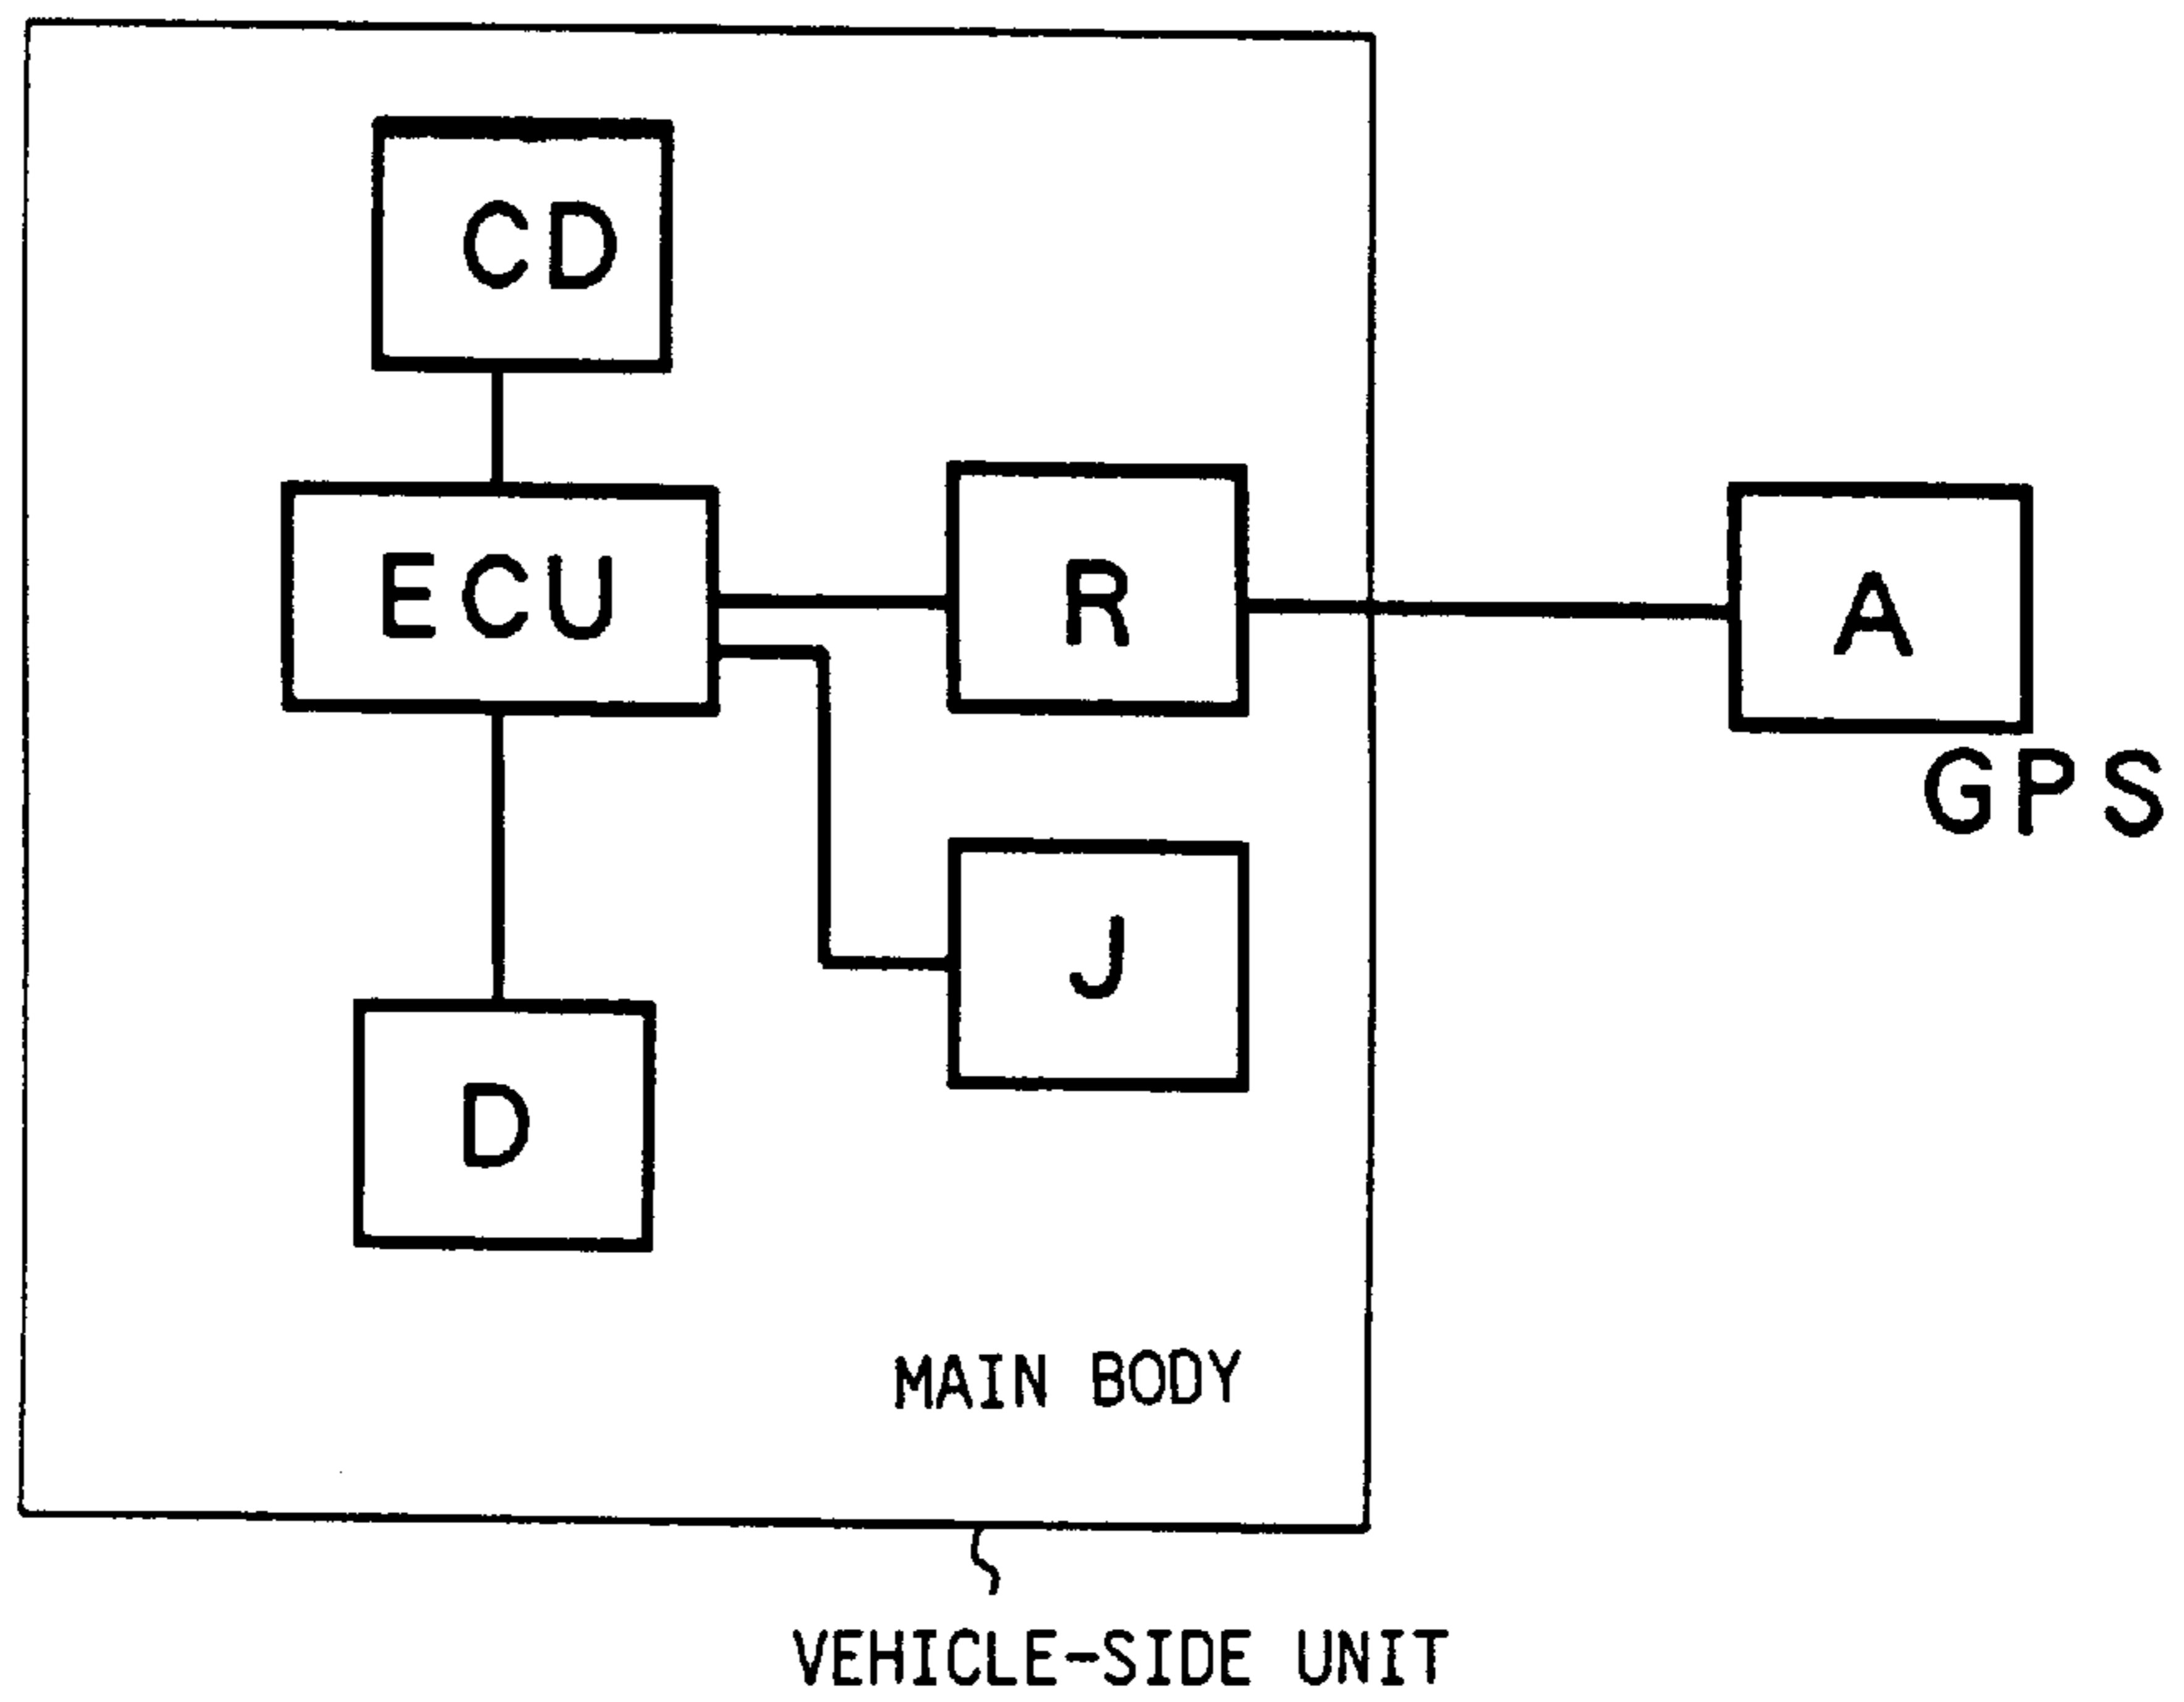 CD
ECU
R
A
GPS
J
D
MAIN BODY
VEHICLE-SIDE UNIT